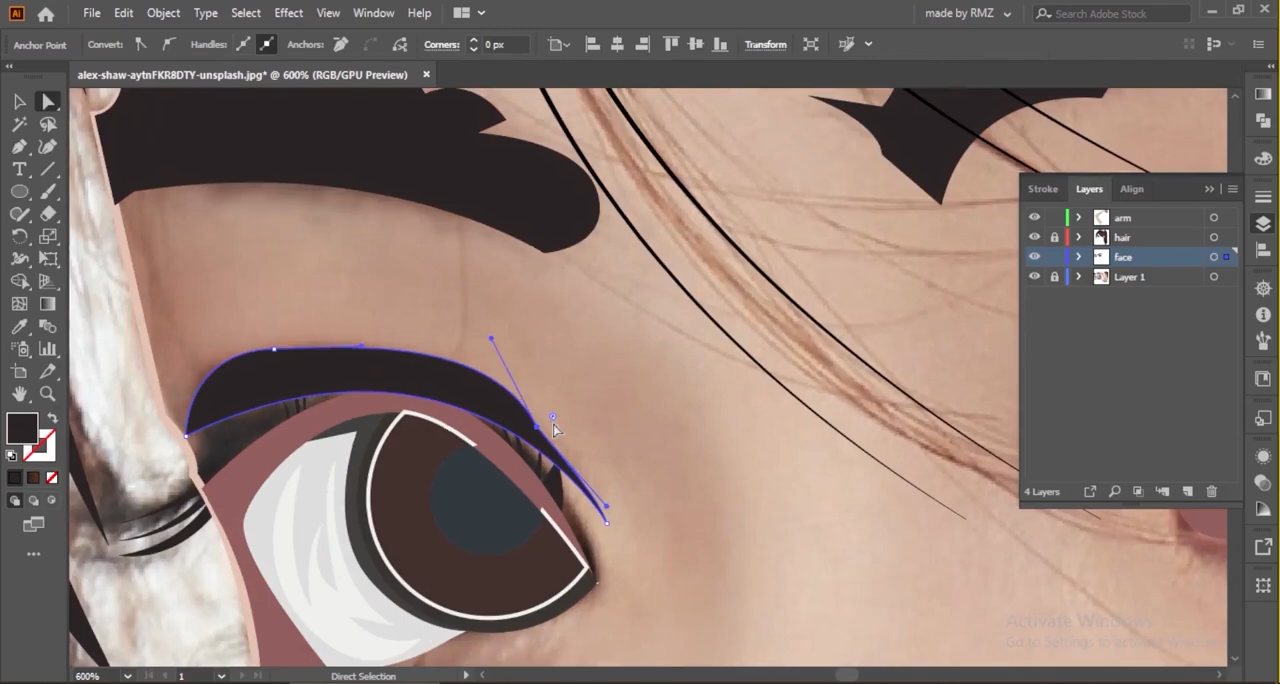 Ai File Edit Object Type Select Effect View Window Help made by RMZ Search Adobe Stock
Anchor Point Convert: Handles: Anchors: Corners: 0 px Transform
alex-shaw-aytnFKR8DTY-unsplash.jpg* @ 600% (RGB/GPU Preview)
Stroke Layers Align
arm
hair
face
Layer 1
4 Layers
Activate Windows
Go to Settings to activate Windows.
600% 1 Direct Selection